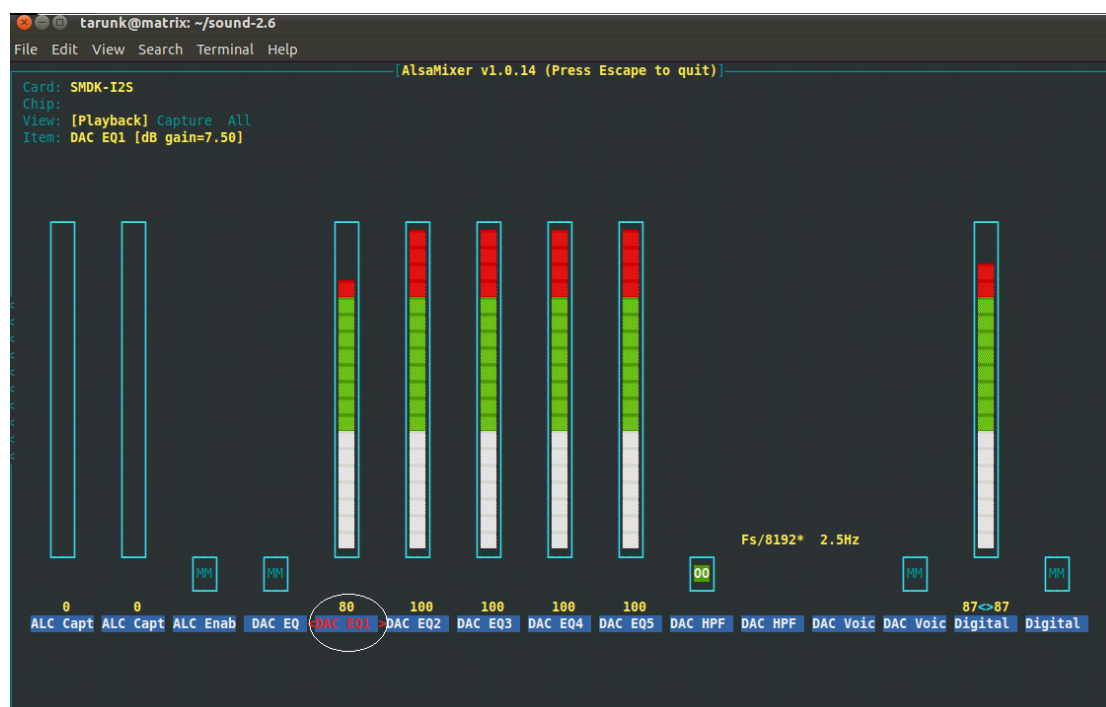 tarunk@matrix: ~/sound-2.6
File Edit View Search Terminal Help
[AlsaMixer v1.0.14 (Press Escape to quit)]
Card: SMDK-I2S
Chip:
View: [Playback] Capture All
Item: DAC EQ1 [dB gain=7.50]
Fs/8192* 2.5Hz
MM MM OO MM MM
0 0 80 100 100 100 100 87<>87
ALC Capt ALC Capt ALC Enab DAC EQ <DAC EQ1 >DAC EQ2 DAC EQ3 DAC EQ4 DAC EQ5 DAC HPF DAC HPF DAC Voic DAC Voic Digital Digital